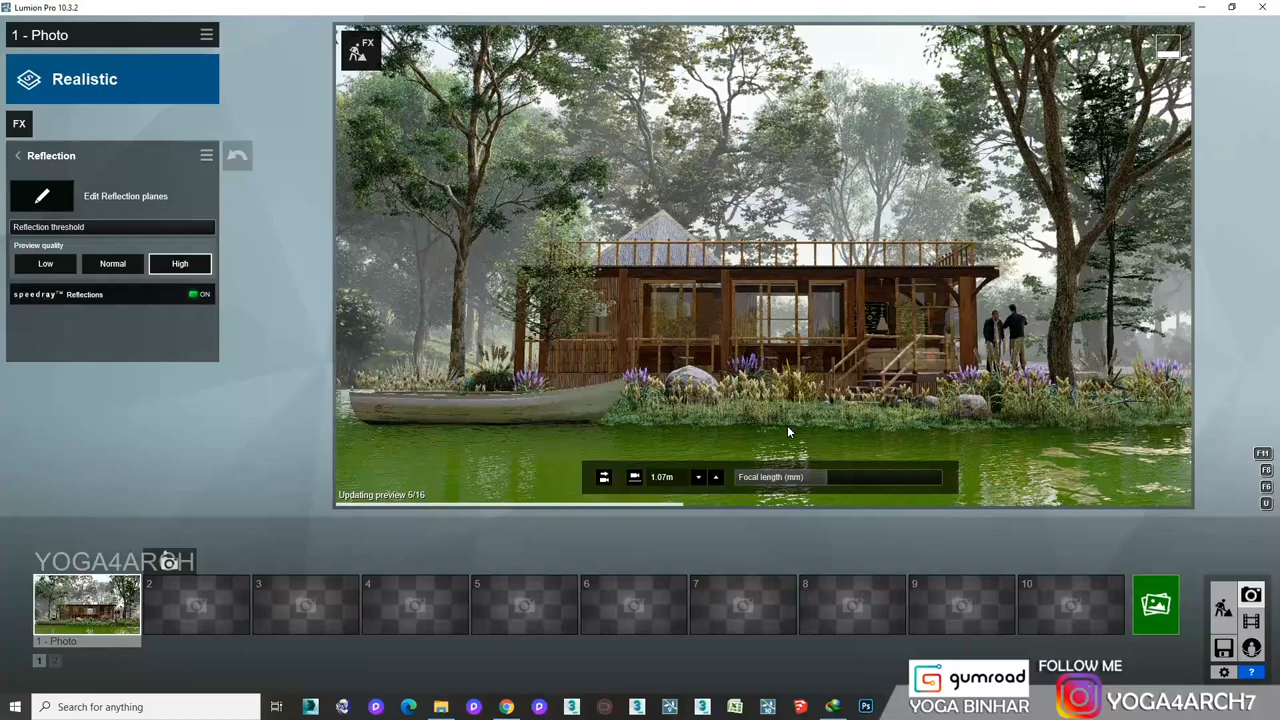 Lumion Pro 10.3.2
1 - Photo
Realistic
FX
FX
Reflection
Edit Reflection planes
Reflection threshold
Preview quality
Low
Normal
High
speedray™ Reflections
ON
1.07m
Focal length (mm)
Updating preview 6/16
F11
F8
F6
U
YOGA4ARCH
2
3
4
5
6
7
8
9
10
1 - Photo
1
2
?
gumroad
YOGA BINHAR
FOLLOW ME
YOGA4ARCH7
Search for anything
Ps